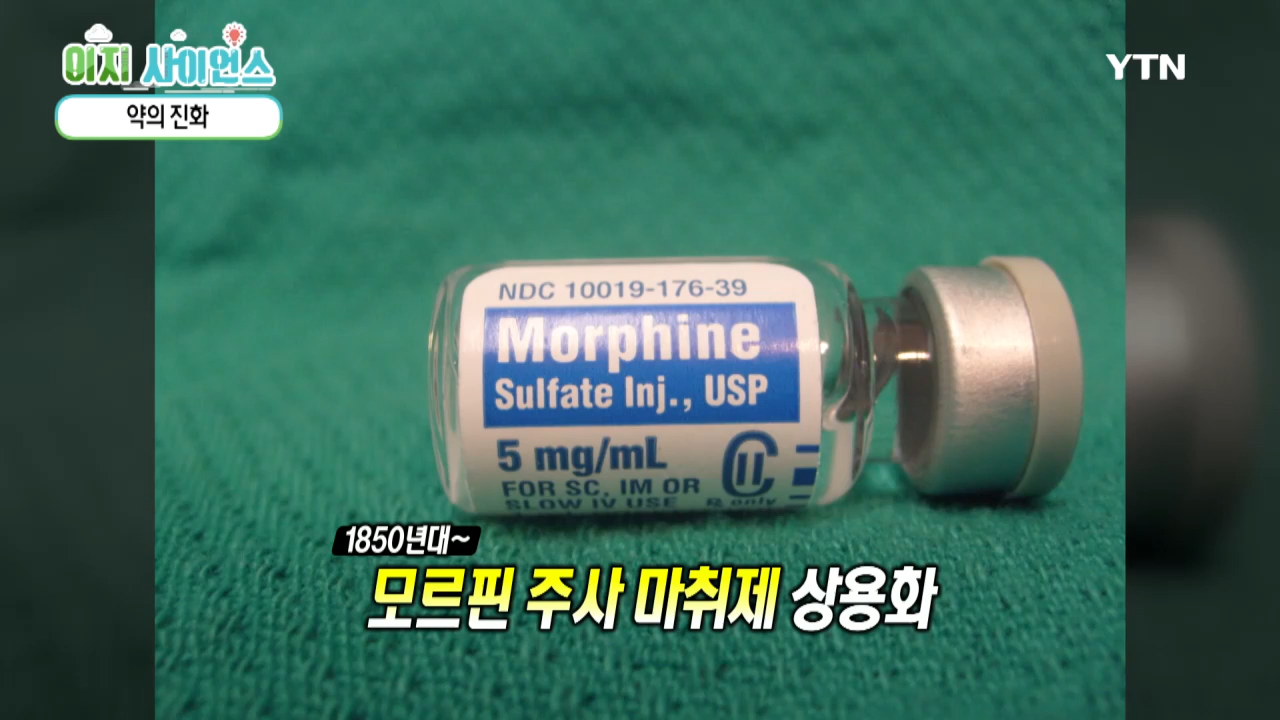 이지 사이언스
약의 진화
YTN
NDC 10019-176-39
Morphine
Sulfate Inj., USP
5 mg/mL
CII
FOR SC, IM OR
SLOW IV USE ℞ only
1850년대~
모르핀 주사 마취제 상용화